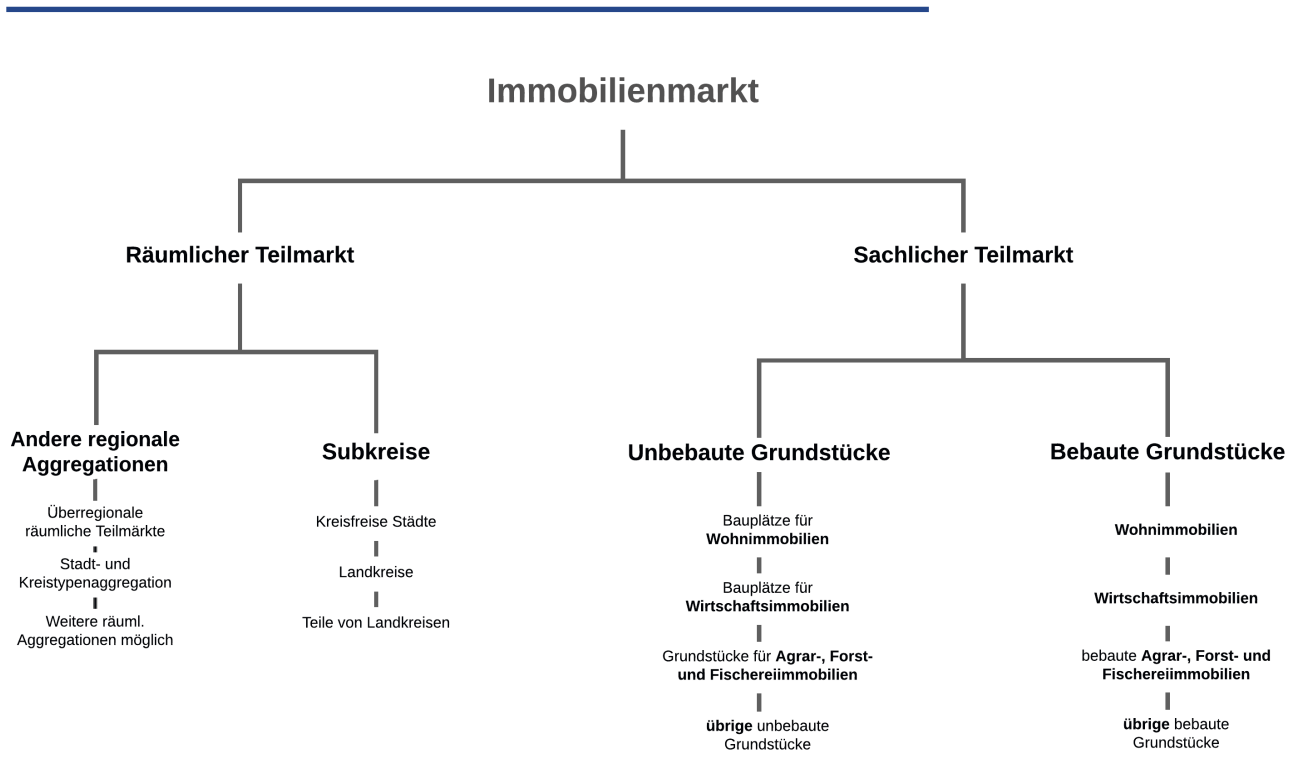 Immobilienmarkt
Räumlicher Teilmarkt
Sachlicher Teilmarkt
Andere regionale
Aggregationen
Überregionale
räumliche Teilmärkte
Stadt- und
Kreistypenaggregation
Weitere räuml.
Aggregationen möglich
Subkreise
Kreisfreise Städte
Landkreise
Teile von Landkreisen
Unbebaute Grundstücke
Bauplätze für
Wohnimmobilien
Bauplätze für
Wirtschaftsimmobilien
Grundstücke für Agrar-, Forst-
und Fischereiimmobilien
übrige unbebaute
Grundstücke
Bebaute Grundstücke
Wohnimmobilien
Wirtschaftsimmobilien
bebaute Agrar-, Forst- und
Fischereiimmobilien
übrige bebaute
Grundstücke